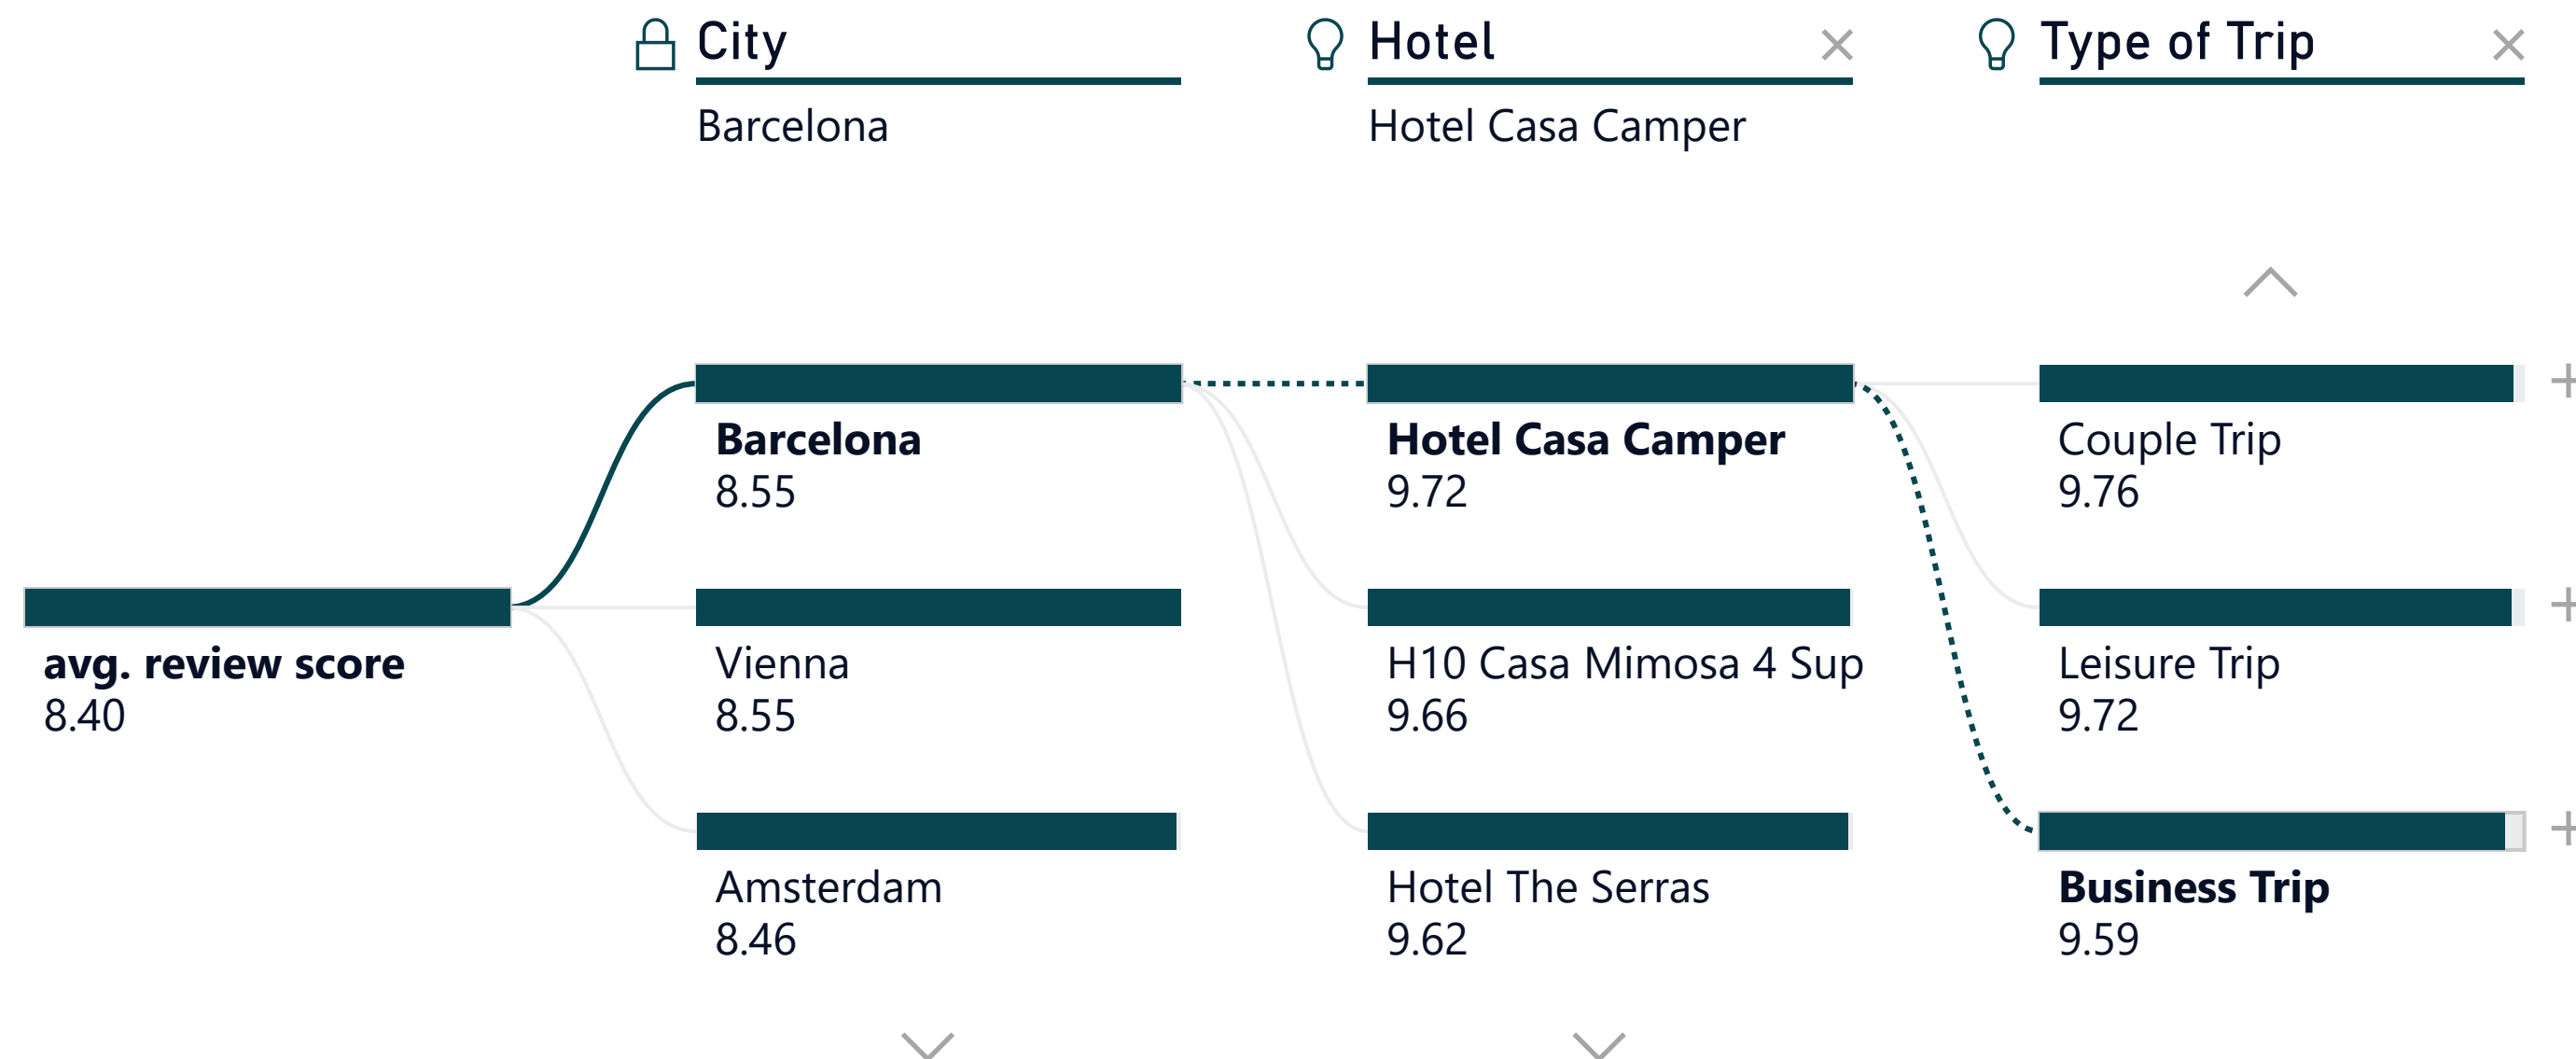 City
Hotel
Type of Trip
Barcelona
Hotel Casa Camper
avg. review score
8.40
Barcelona
8.55
Vienna
8.55
Amsterdam
8.46
Hotel Casa Camper
9.72
H10 Casa Mimosa 4 Sup
9.66
Hotel The Serras
9.62
Couple Trip
9.76
Leisure Trip
9.72
Business Trip
9.59